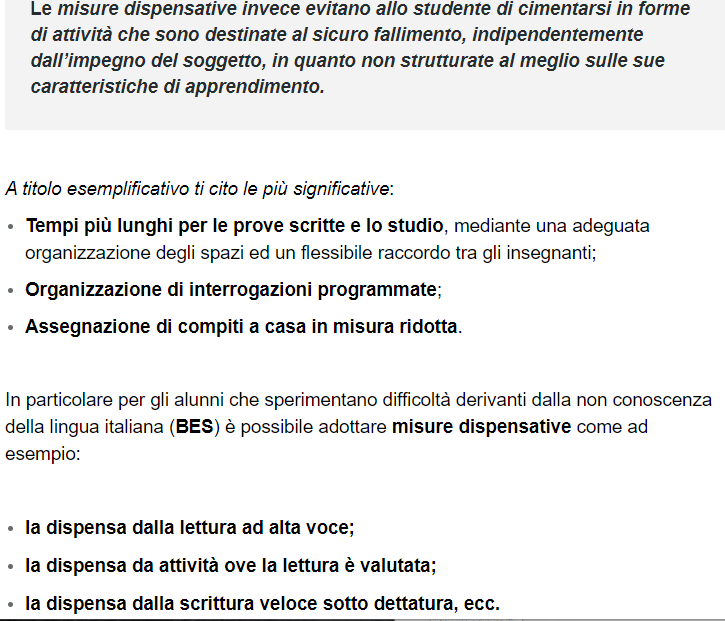 Le misure dispensative invece evitano allo studente di cimentarsi in forme
di attività che sono destinate al sicuro fallimento, indipendentemente
dall’impegno del soggetto, in quanto non strutturate al meglio sulle sue
caratteristiche di apprendimento.
A titolo esemplificativo ti cito le più significative:
• Tempi più lunghi per le prove scritte e lo studio, mediante una adeguata
organizzazione degli spazi ed un flessibile raccordo tra gli insegnanti;
• Organizzazione di interrogazioni programmate;
• Assegnazione di compiti a casa in misura ridotta.
In particolare per gli alunni che sperimentano difficoltà derivanti dalla non conoscenza
della lingua italiana (BES) è possibile adottare misure dispensative come ad
esempio:
• la dispensa dalla lettura ad alta voce;
• la dispensa da attività ove la lettura è valutata;
• la dispensa dalla scrittura veloce sotto dettatura, ecc.